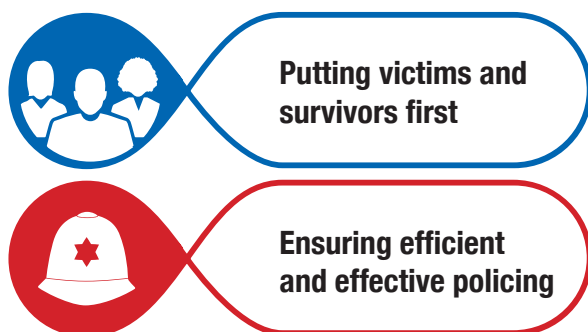 Putting victims and
survivors first
Ensuring efficient
and effective policing